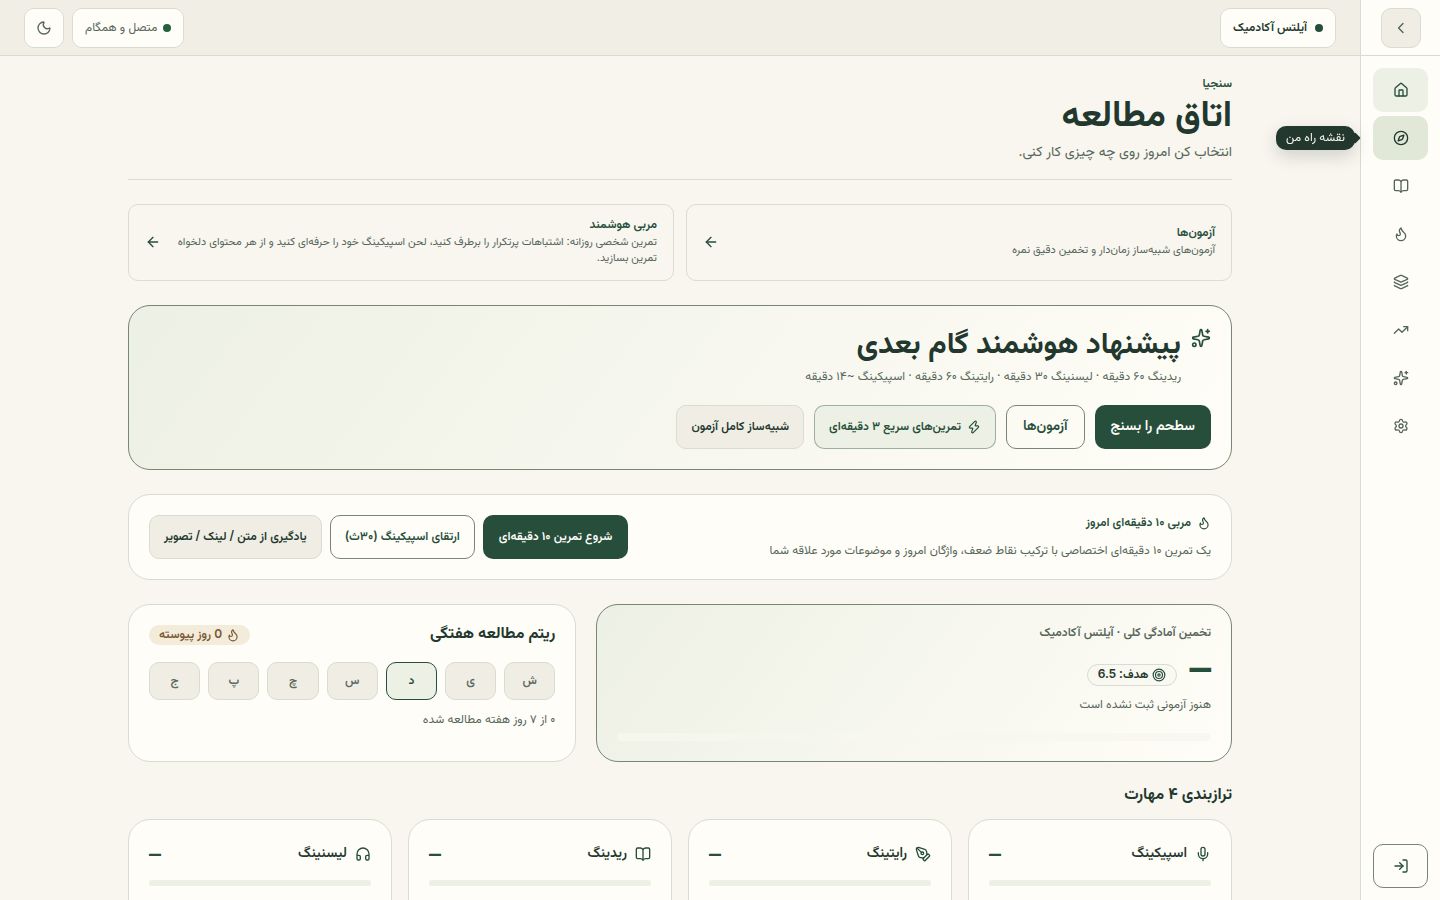 آیلتس آکادمیک
متصل و همگام
نقشه راه من
سنجیا
اتاق مطالعه
انتخاب کن امروز روی چه چیزی کار کنی.
آزمون‌ها
آزمون‌های شبیه‌ساز زمان‌دار و تخمین دقیق نمره
مربی هوشمند
تمرین شخصی روزانه: اشتباهات پرتکرار را برطرف کنید، لحن اسپیکینگ خود را حرفه‌ای کنید و از هر محتوای دلخواه
تمرین بسازید.
پیشنهاد هوشمند گام بعدی
ریدینگ ۶۰ دقیقه · لیسنینگ ۳۰ دقیقه · رایتینگ ۶۰ دقیقه · اسپیکینگ ~۱۴ دقیقه
سطحم را بسنج
آزمون‌ها
تمرین‌های سریع ۳ دقیقه‌ای
شبیه‌ساز کامل آزمون
مربی ۱۰ دقیقه‌ای امروز
یک تمرین ۱۰ دقیقه‌ای اختصاصی با ترکیب نقاط ضعف، واژگان امروز و موضوعات مورد علاقه شما
شروع تمرین ۱۰ دقیقه‌ای
ارتقای اسپیکینگ (۳۰ث)
یادگیری از متن / لینک / تصویر
تخمین آمادگی کلی · آیلتس آکادمیک
—
هدف: 6.5
هنوز آزمونی ثبت نشده است
ریتم مطالعه هفتگی
0 روز پیوسته
ش
ی
د
س
چ
پ
ج
۰ از ۷ روز هفته مطالعه شده
ترازبندی ۴ مهارت
اسپیکینگ
—
رایتینگ
—
ریدینگ
—
لیسنینگ
—